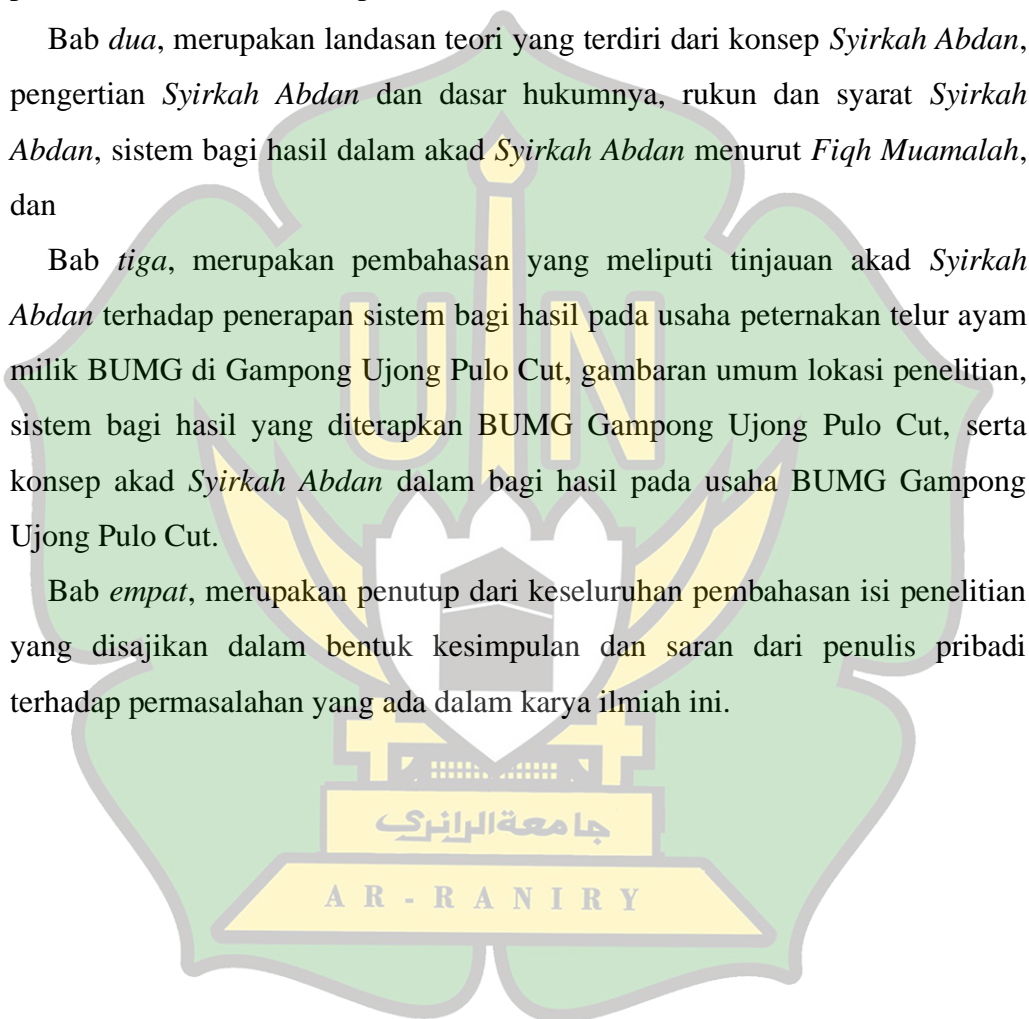 Bab dua, merupakan landasan teori yang terdiri dari konsep Syirkah Abdan,
pengertian Syirkah Abdan dan dasar hukumnya, rukun dan syarat Syirkah
Abdan, sistem bagi hasil dalam akad Syirkah Abdan menurut Fiqh Muamalah,
dan
Bab tiga, merupakan pembahasan yang meliputi tinjauan akad Syirkah
Abdan terhadap penerapan sistem bagi hasil pada usaha peternakan telur ayam
milik BUMG di Gampong Ujong Pulo Cut, gambaran umum lokasi penelitian,
sistem bagi hasil yang diterapkan BUMG Gampong Ujong Pulo Cut, serta
konsep akad Syirkah Abdan dalam bagi hasil pada usaha BUMG Gampong
Ujong Pulo Cut.
Bab empat, merupakan penutup dari keseluruhan pembahasan isi penelitian
yang disajikan dalam bentuk kesimpulan dan saran dari penulis pribadi
terhadap permasalahan yang ada dalam karya ilmiah ini.
UIN
جامعة الرانري
AR-RANIRY